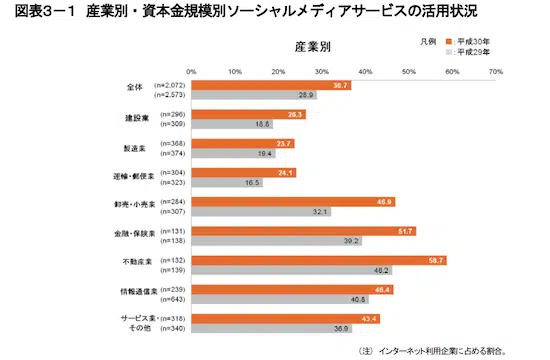 図表3－1 産業別・資本金規模別ソーシャルメディアサービスの活用状況
産業別
凡例 ：平成30年
：平成29年
0% 10% 20% 30% 40% 50% 60% 70%
全体 (n=2,072) 36.7
(n=2,573) 28.9
建設業 (n=296) 26.3
(n=309) 18.8
製造業 (n=368) 23.7
(n=374) 19.4
運輸・郵便業 (n=304) 24.1
(n=323) 16.5
卸売・小売業 (n=284) 46.9
(n=307) 32.1
金融・保険業 (n=131) 51.7
(n=138) 39.2
不動産業 (n=132) 58.7
(n=139) 46.2
情報通信業 (n=239) 46.4
(n=643) 40.8
サービス業・ (n=318) 43.4
その他 (n=340) 36.9
（注） インターネット利用企業に占める割合。